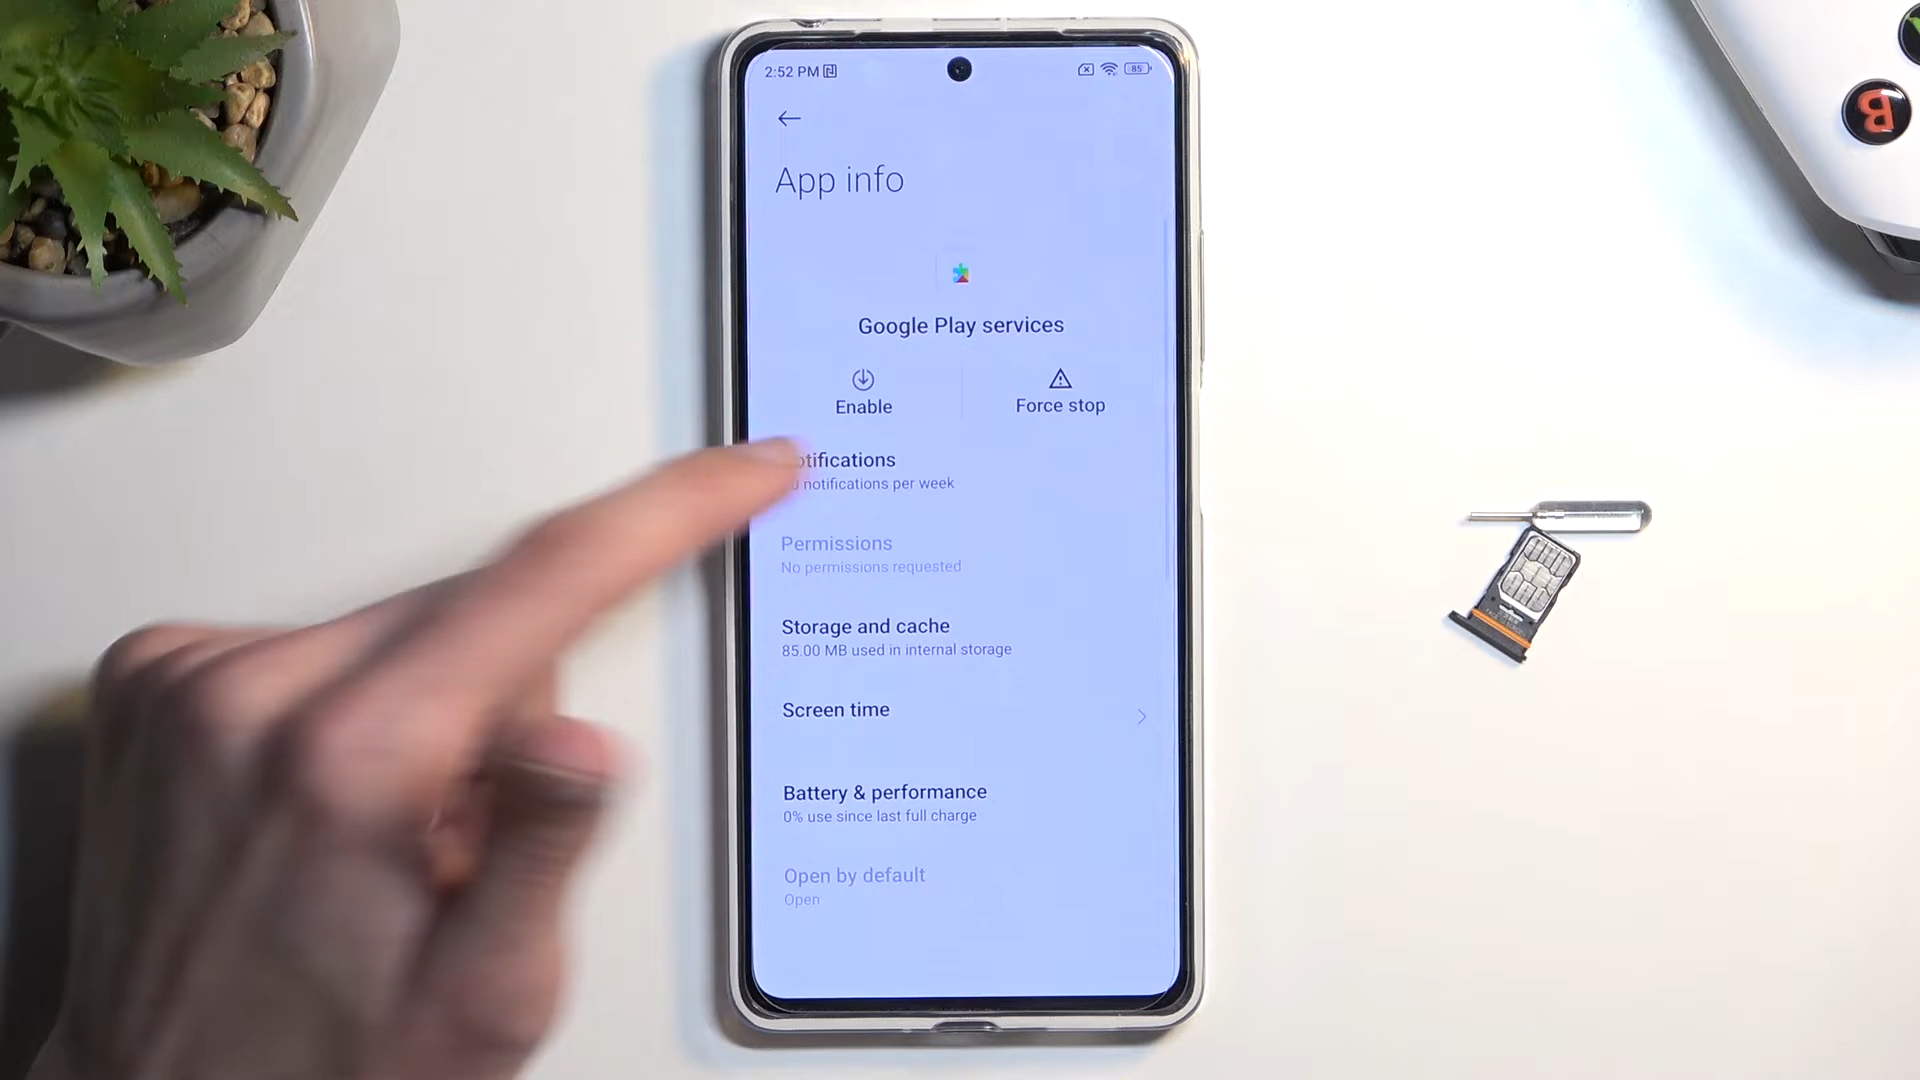 2:52 PM
85
App info
Google Play services
Enable
Force stop
notifications per week
Permissions
No permissions requested
Storage and cache
85.00 MB used in internal storage
Screen time
Battery & performance
0% use since last full charge
Open by default
Open
B